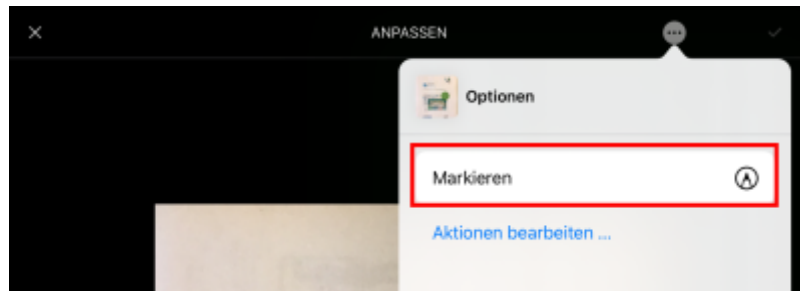 ANPASSEN
Optionen
Markieren
Aktionen bearbeiten ...